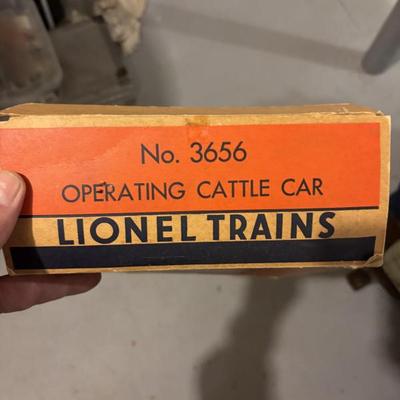 No. 3656
OPERATING CATTLE CAR
LIONEL TRAINS